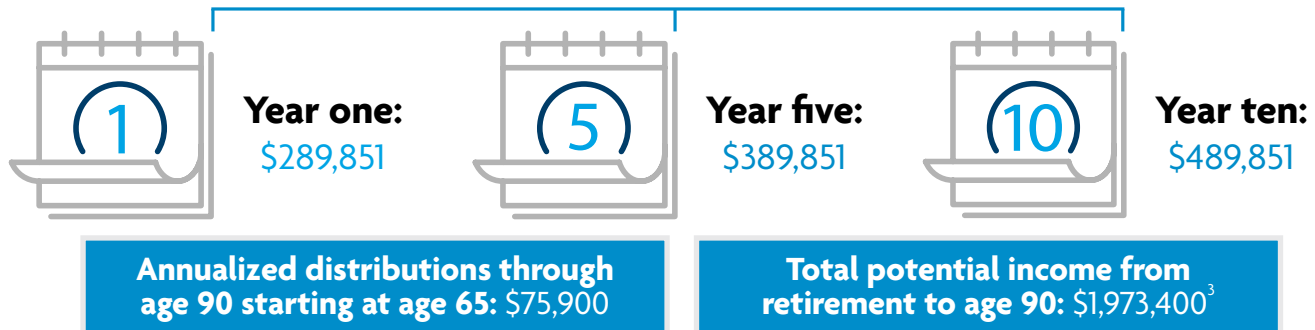 1
Year one:
$289,851
5
Year five:
$389,851
10
Year ten:
$489,851
Annualized distributions through
age 90 starting at age 65: $75,900
Total potential income from
retirement to age 90: $1,973,400³